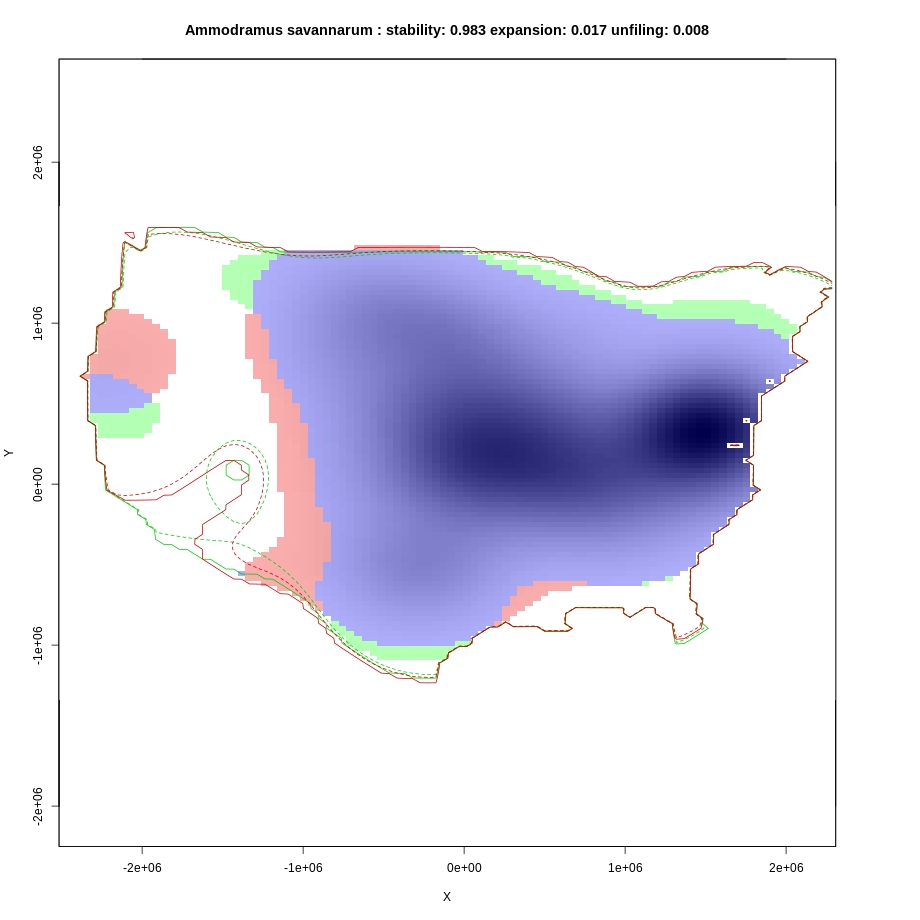 Ammodramus savannarum : stability: 0.983 expansion: 0.017 unfiling: 0.008
2e+06
1e+06
0e+00
-1e+06
-2e+06
Y
-2e+06 -1e+06 0e+00 1e+06 2e+06
X